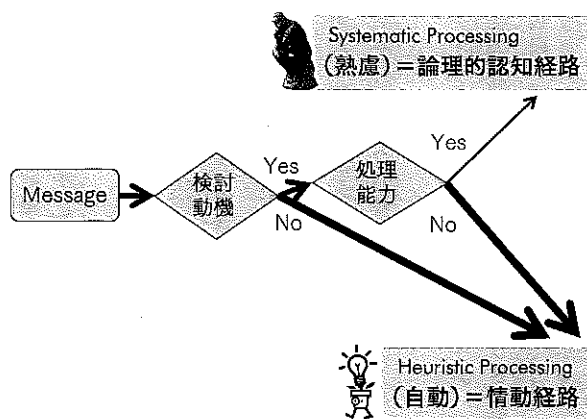 Systematic Processing
(熟慮)=論理的認知経路
Message
検討
動機
Yes
No
処理
能力
Yes
No
Heuristic Processing
(自動)=情動経路